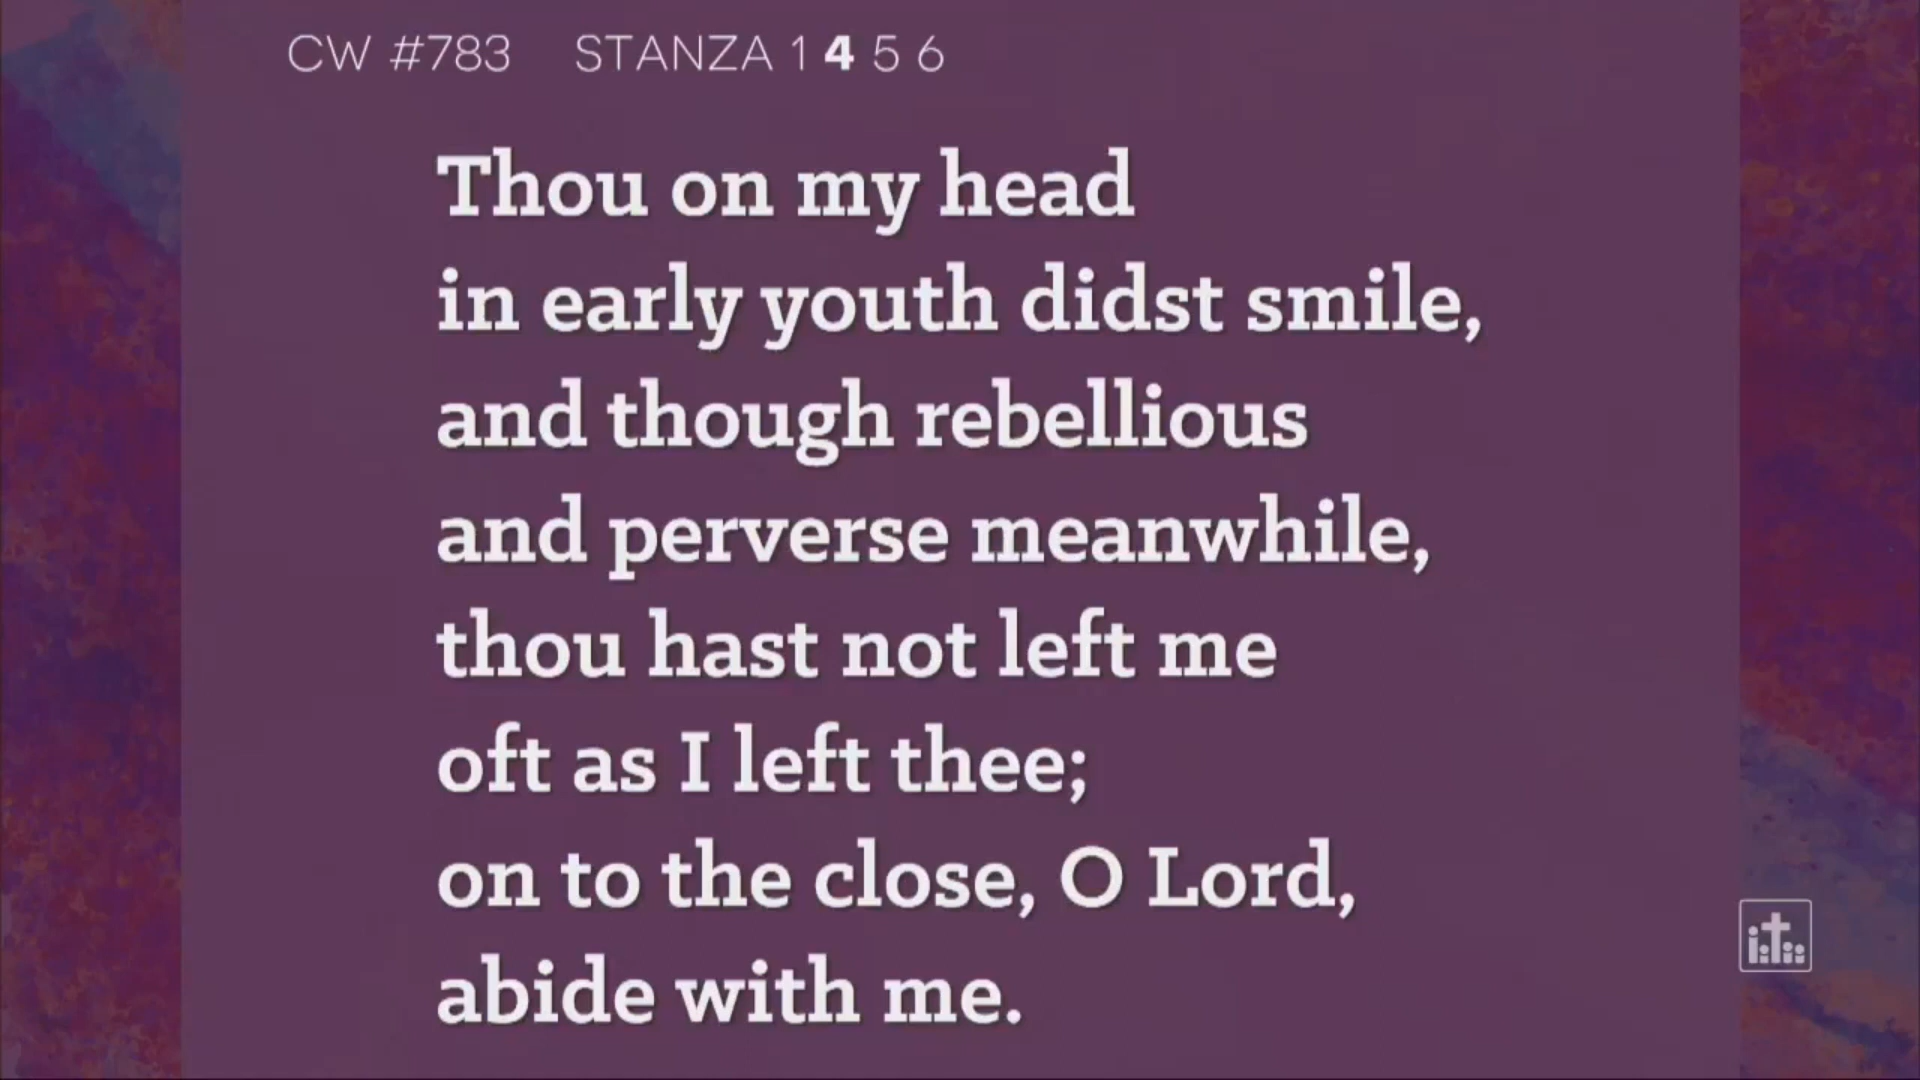 CW #783 STANZA 1 4 5 6
Thou on my head
in early youth didst smile,
and though rebellious
and perverse meanwhile,
thou hast not left me
oft as I left thee;
on to the close, O Lord,
abide with me.